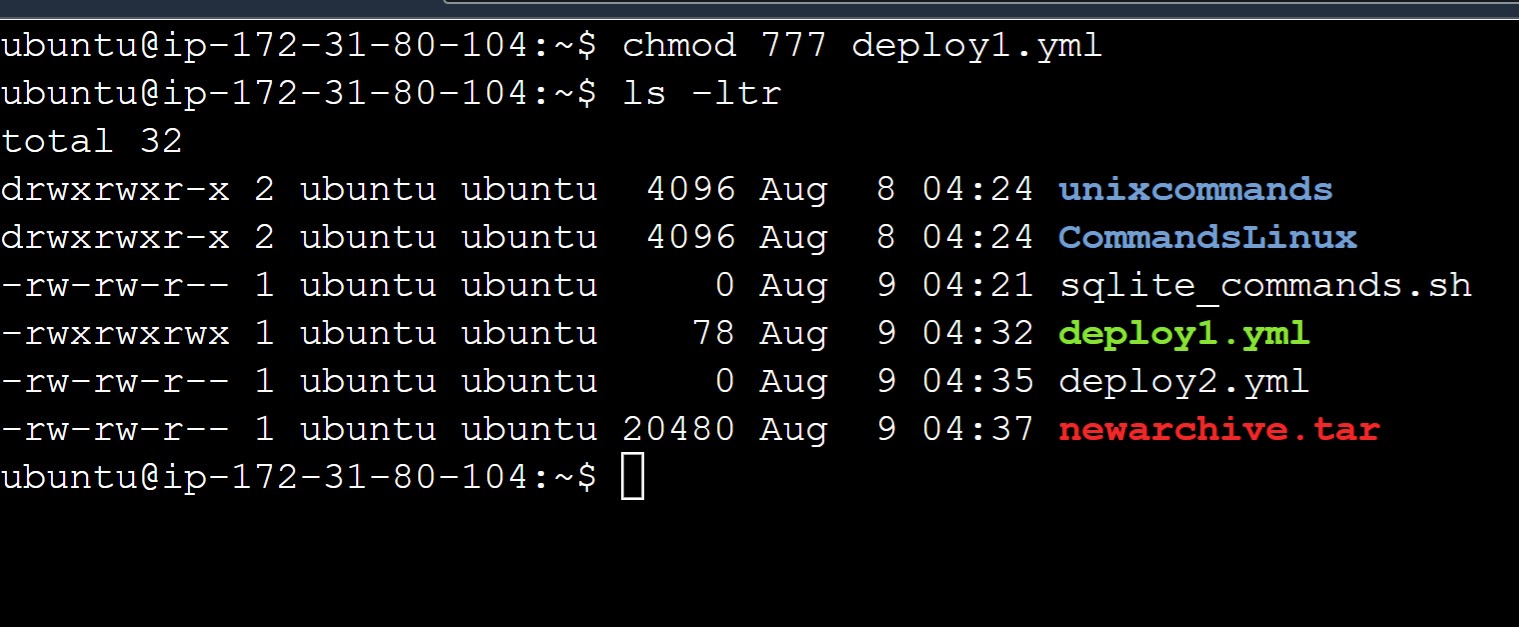 ubuntu@ip-172-31-80-104:~$ chmod 777 deploy1.yml
ubuntu@ip-172-31-80-104:~$ ls -ltr
total 32
drwxrwxr-x 2 ubuntu ubuntu  4096 Aug  8 04:24 unixcommands
drwxrwxr-x 2 ubuntu ubuntu  4096 Aug  8 04:24 CommandsLinux
-rw-rw-r-- 1 ubuntu ubuntu     0 Aug  9 04:21 sqlite_commands.sh
-rwxrwxrwx 1 ubuntu ubuntu    78 Aug  9 04:32 deploy1.yml
-rw-rw-r-- 1 ubuntu ubuntu     0 Aug  9 04:35 deploy2.yml
-rw-rw-r-- 1 ubuntu ubuntu 20480 Aug  9 04:37 newarchive.tar
ubuntu@ip-172-31-80-104:~$